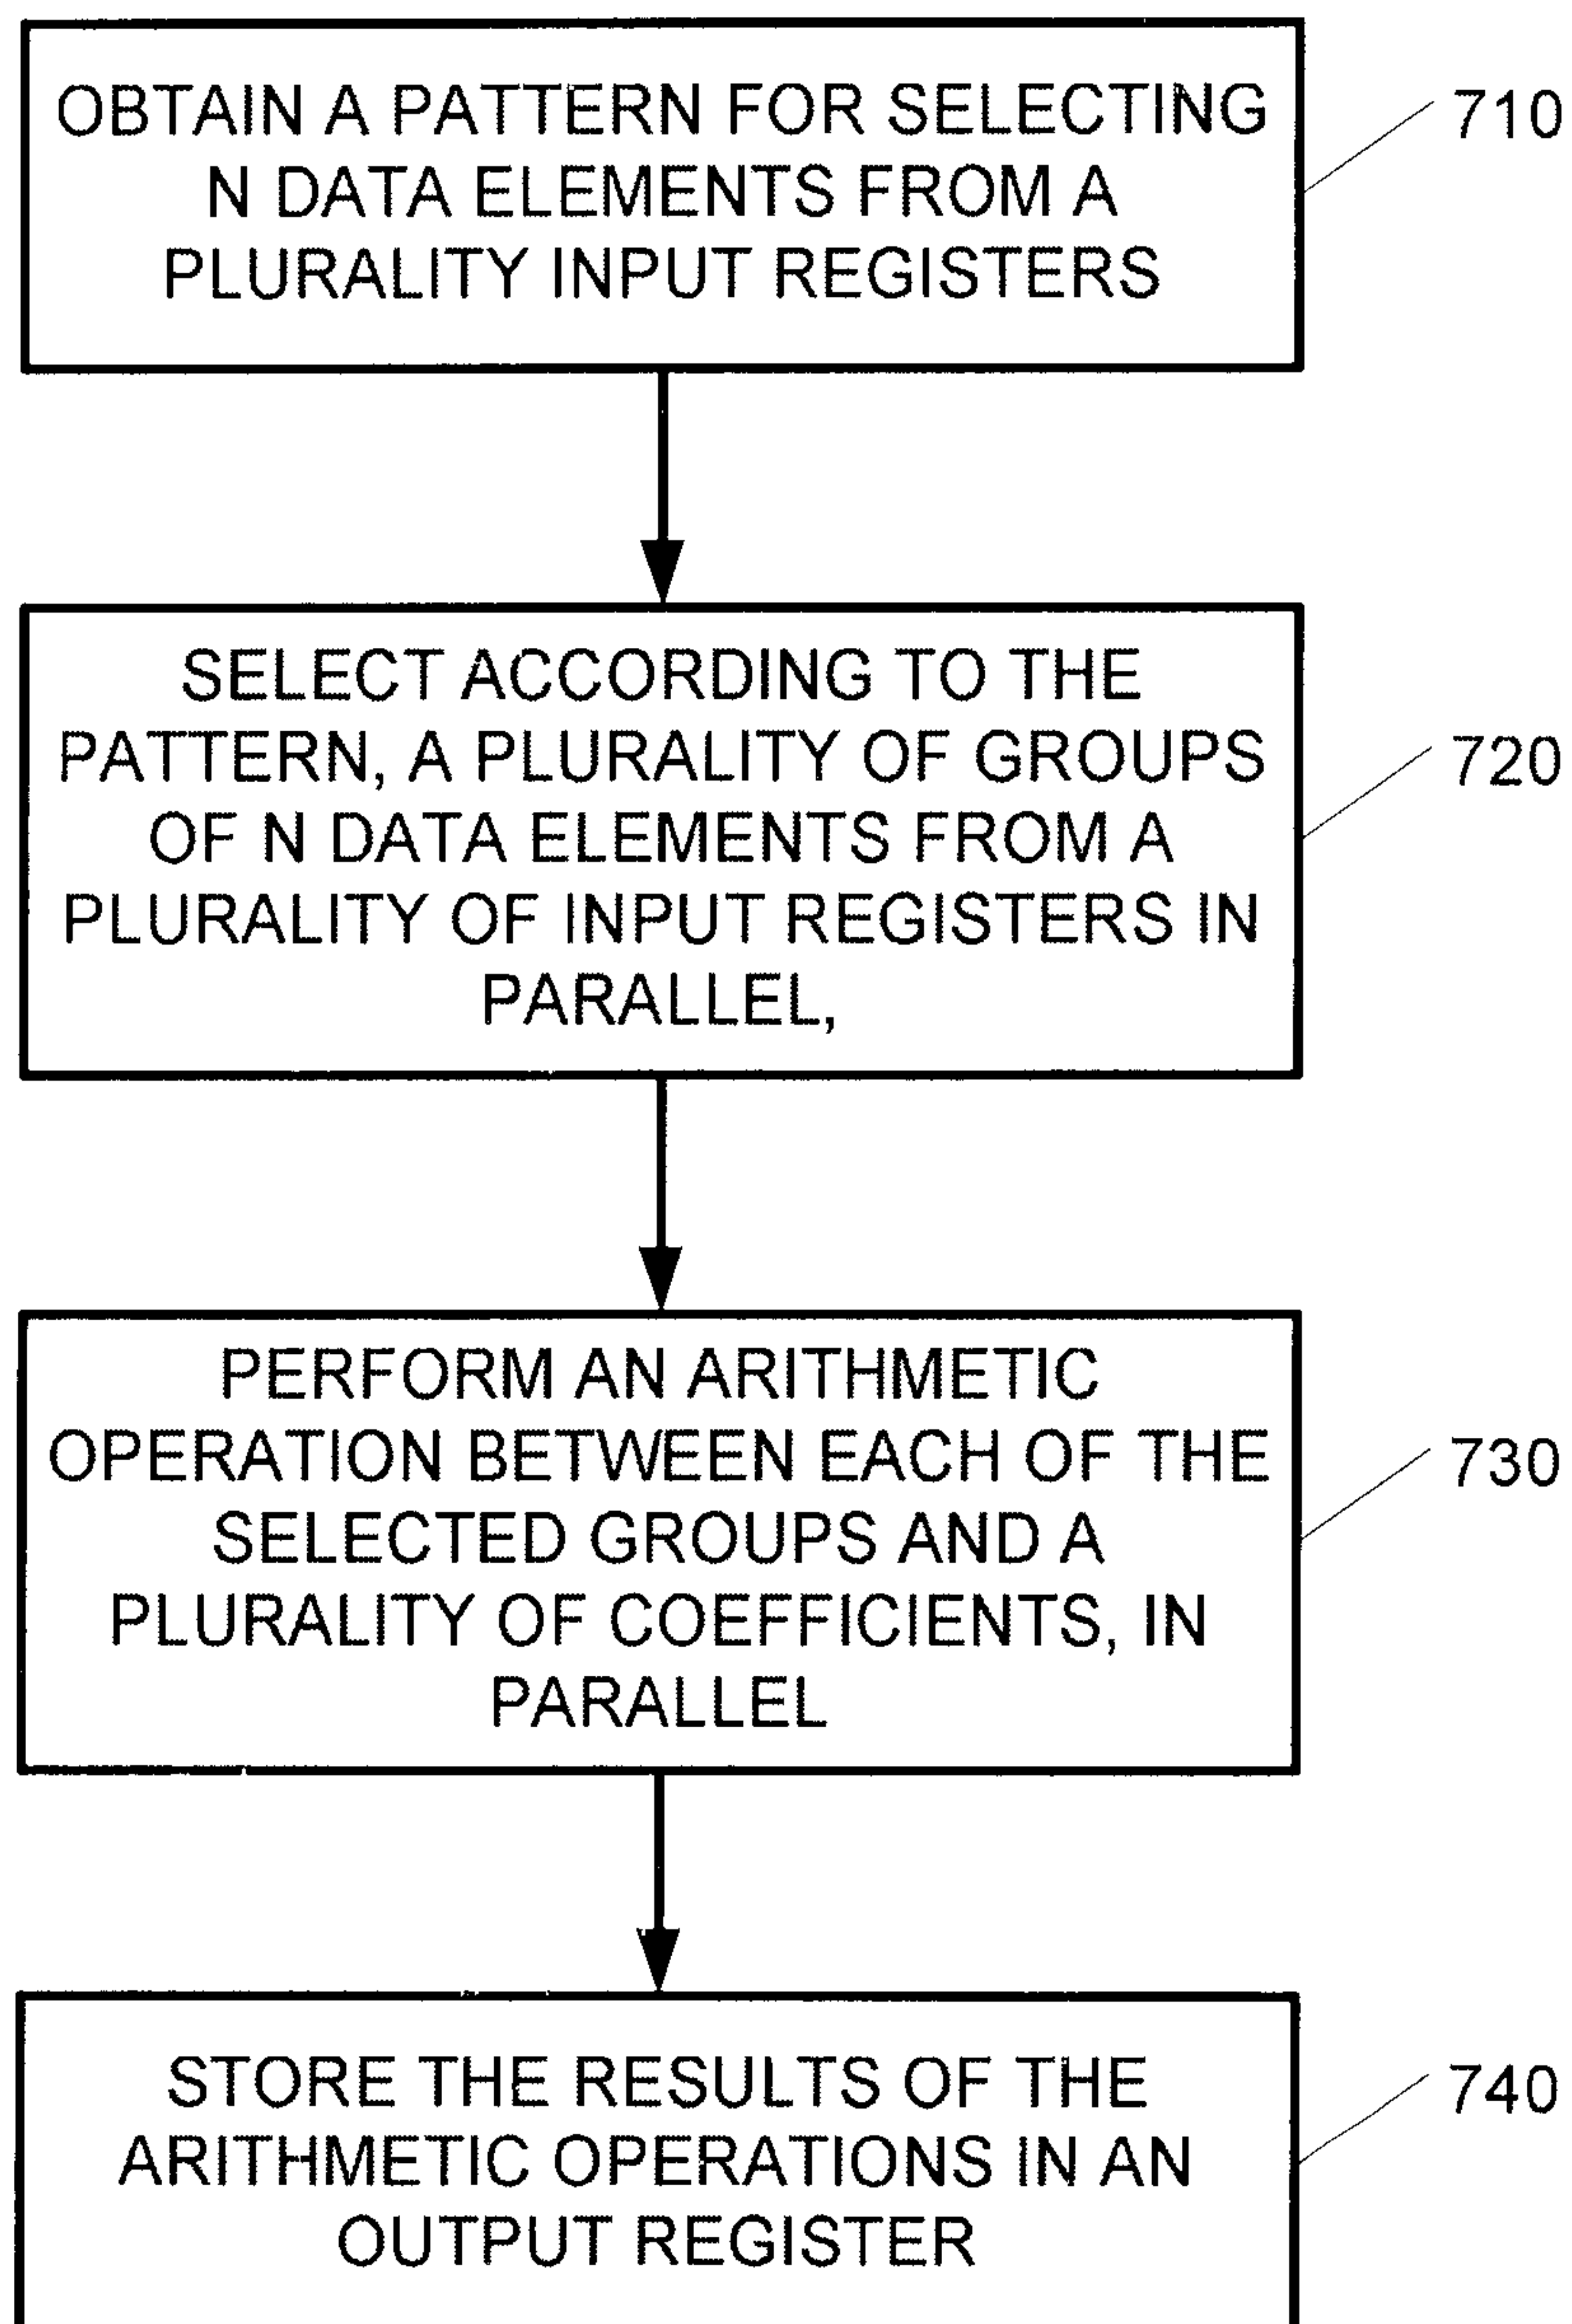 OBTAIN A PATTERN FOR SELECTING
N DATA ELEMENTS FROM A
PLURALITY INPUT REGISTERS
710
SELECT ACCORDING TO THE
PATTERN, A PLURALITY OF GROUPS
OF N DATA ELEMENTS FROM A
PLURALITY OF INPUT REGISTERS IN
PARALLEL,
720
PERFORM AN ARITHMETIC
OPERATION BETWEEN EACH OF THE
SELECTED GROUPS AND A
PLURALITY OF COEFFICIENTS, IN
PARALLEL
730
STORE THE RESULTS OF THE
ARITHMETIC OPERATIONS IN AN
OUTPUT REGISTER
740